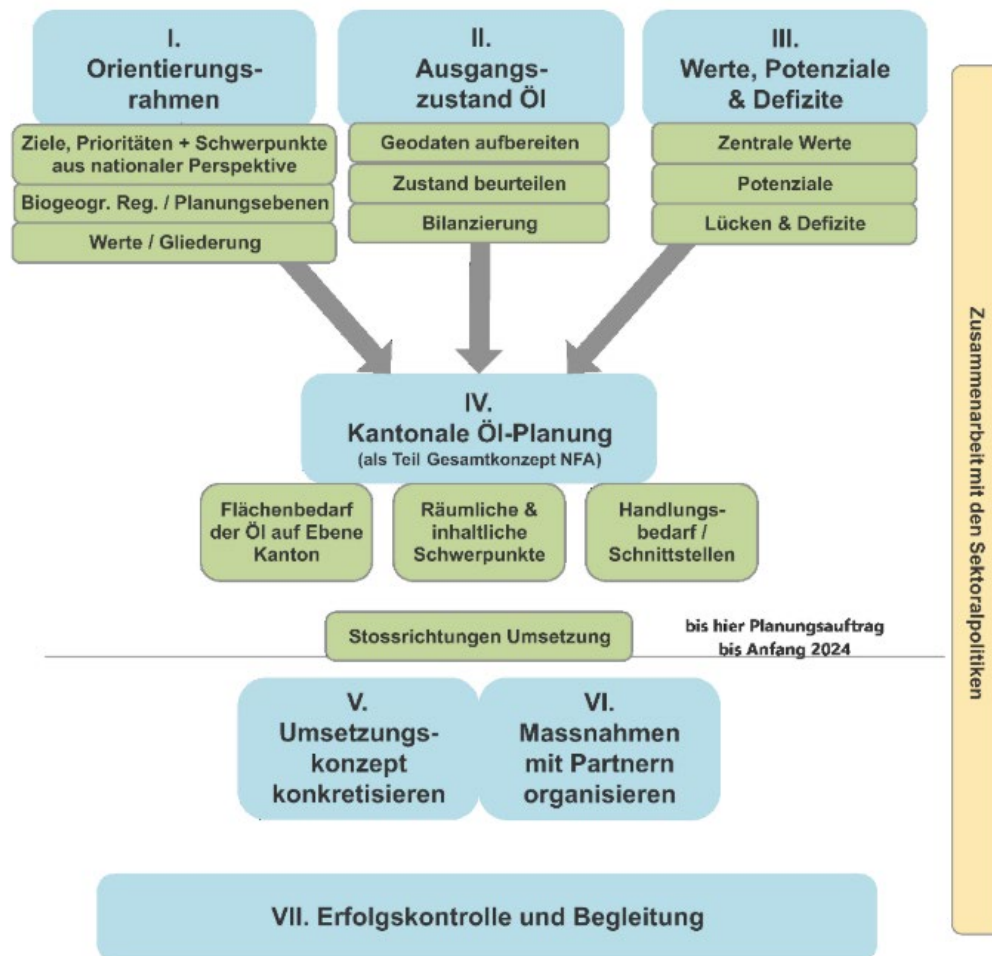 I.
Orientierungs-
rahmen
Ziele, Prioritäten + Schwerpunkte
aus nationaler Perspektive
Biogeogr. Reg. / Planungsebenen
Werte / Gliederung
II.
Ausgangs-
zustand Öl
Geodaten aufbereiten
Zustand beurteilen
Bilanzierung
III.
Werte, Potenziale
& Defizite
Zentrale Werte
Potenziale
Lücken & Defizite
IV.
Kantonale Öl-Planung
(als Teil Gesamtkonzept NFA)
Flächenbedarf
der Öl auf Ebene
Kanton
Räumliche &
inhaltliche
Schwerpunkte
Handlungs-
bedarf /
Schnittstellen
Stossrichtungen Umsetzung
bis hier Planungsauftrag
bis Anfang 2024
V.
Umsetzungs-
konzept
konkretisieren
VI.
Massnahmen
mit Partnern
organisieren
VII. Erfolgskontrolle und Begleitung
Zusammenarbeit mit den Sektoralpolitiken